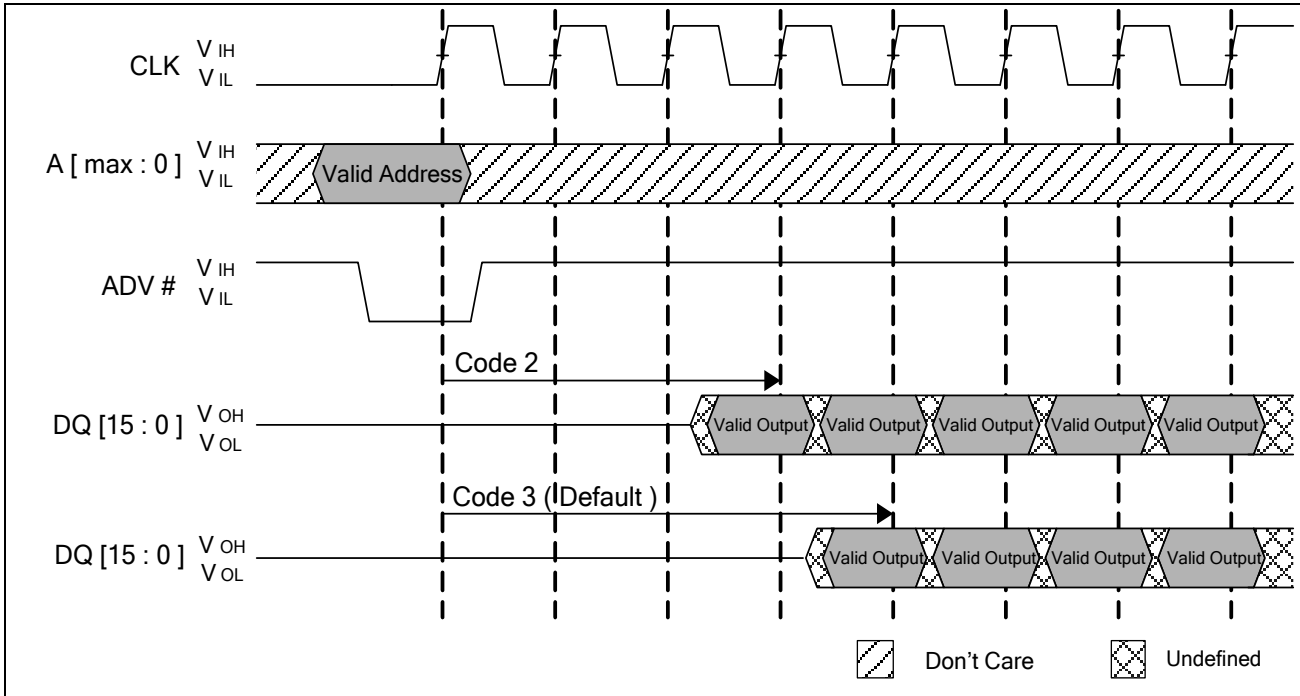 CLK V IH
V IL
A [ max : 0 ] V IH
V IL
Valid Address
ADV # V IH
V IL
Code 2
DQ [15 : 0 ] V OH
V OL
Valid Output Valid Output Valid Output Valid Output Valid Output
Code 3 ( Default )
DQ [15 : 0 ] V OH
V OL
Valid Output Valid Output Valid Output Valid Output
Don't Care Undefined